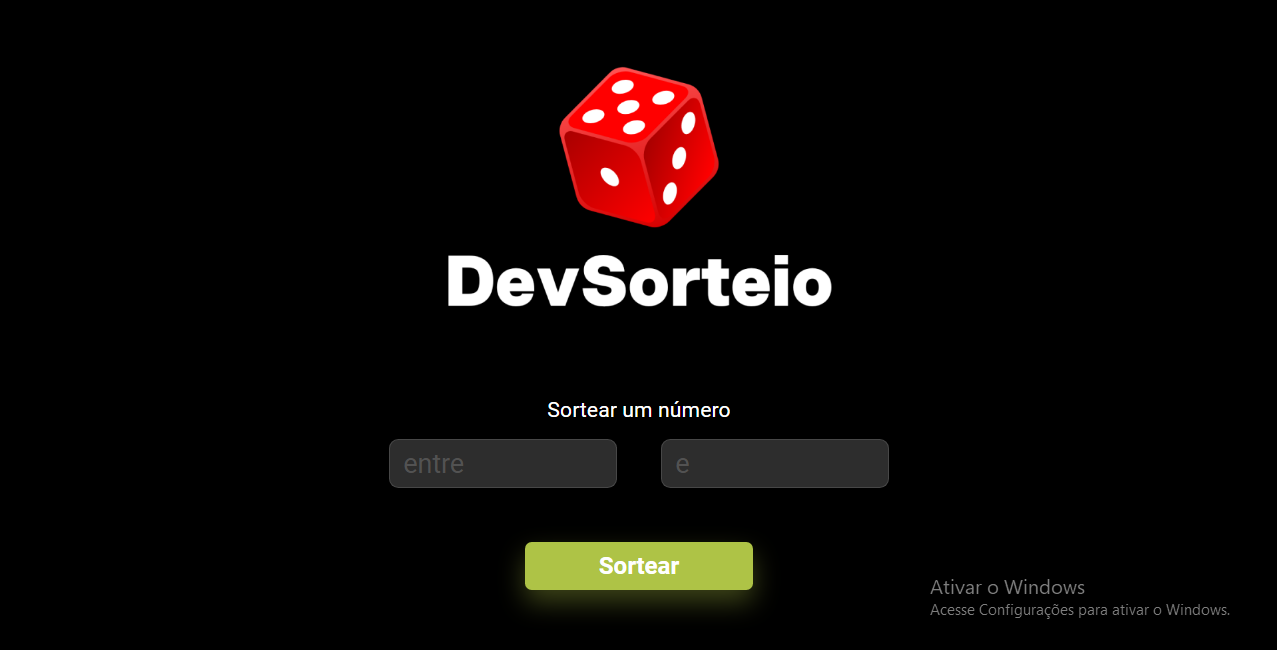 DevSorteio
Sortear um número
entre
e
Sortear
Ativar o Windows
Acesse Configurações para ativar o Windows.